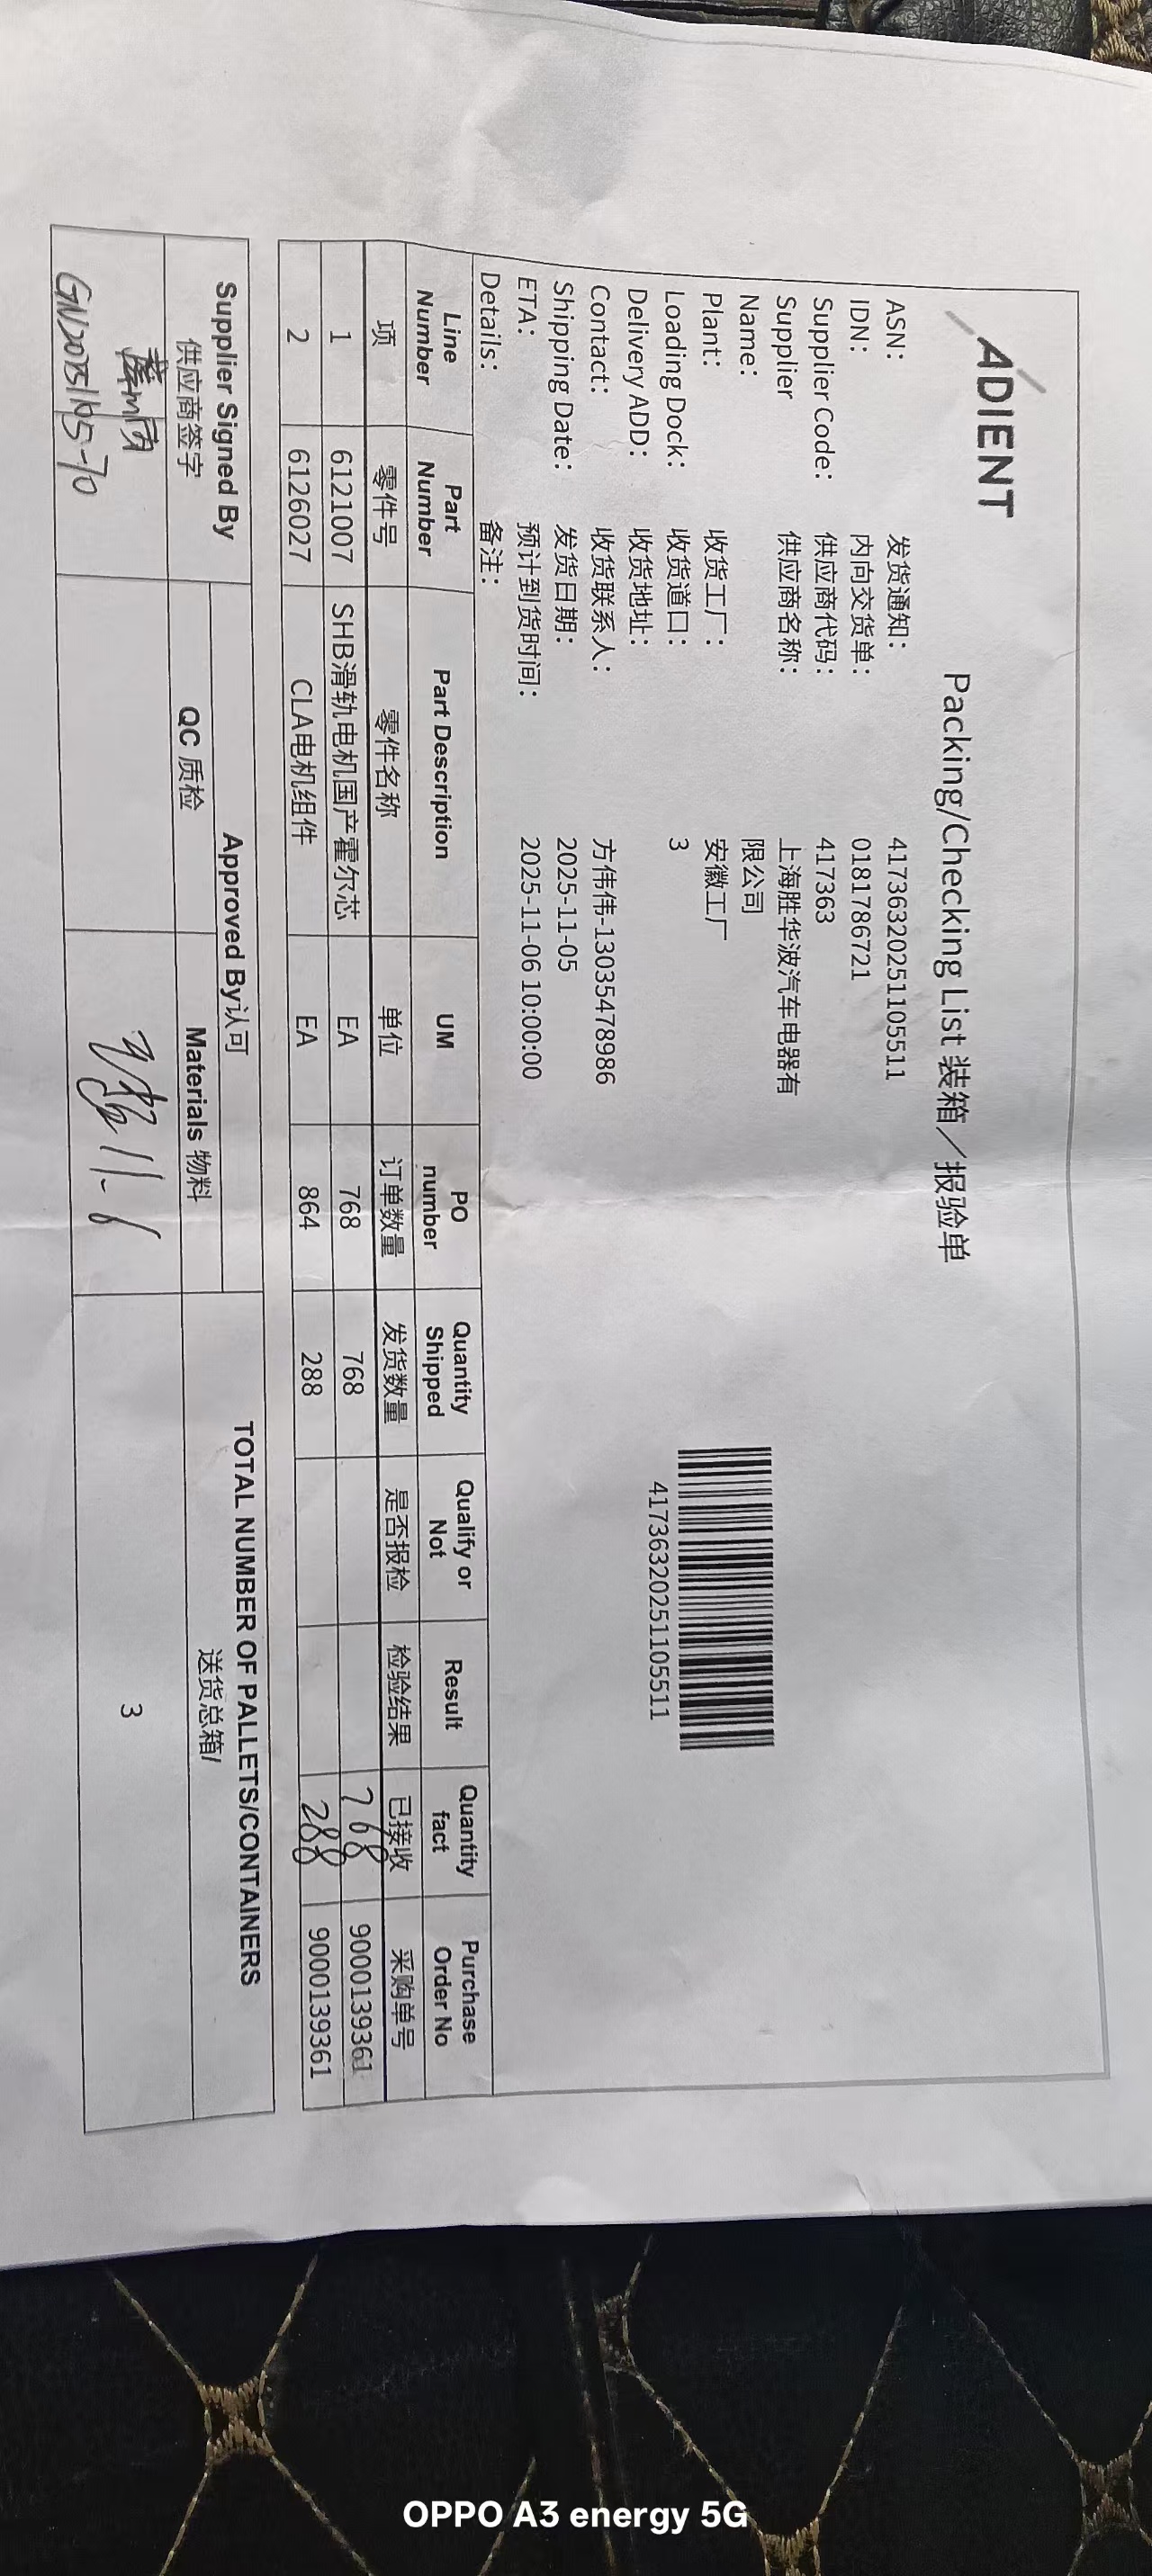 ADIENT
Packing/Checking List 装箱／报验单
ASN: 发货通知: 41736320251105511
IDN: 内向交货单: 0181786721
Supplier Code: 供应商代码: 417363
Supplier 供应商名称: 上海胜华波汽车电器有
Name: 限公司
Plant: 收货工厂: 安徽工厂
Loading Dock: 收货道口: 3
Delivery ADD: 收货地址:
Contact: 收货联系人: 方伟伟-13035478986
Shipping Date: 发货日期: 2025-11-05
ETA: 预计到货时间: 2025-11-06 10:00:00
Details: 备注:
41736320251105511
Line Part Part Description UM PO Quantity Qualify or Result Quantity Purchase
Number Number number Shipped Not fact Order No
项 零件号 零件名称 单位 订单数量 发货数量 是否报检 检验结果 已接收 采购单号
1 6121007 SHB滑轨电机国产霍尔芯 EA 768 768 768 9000139361
2 6126027 CLA电机组件 EA 864 288 288 9000139361
Supplier Signed By Approved By认可 TOTAL NUMBER OF PALLETS/CONTAINERS
供应商签字 QC 质检 Materials 物料 送货总箱/
11-6 3